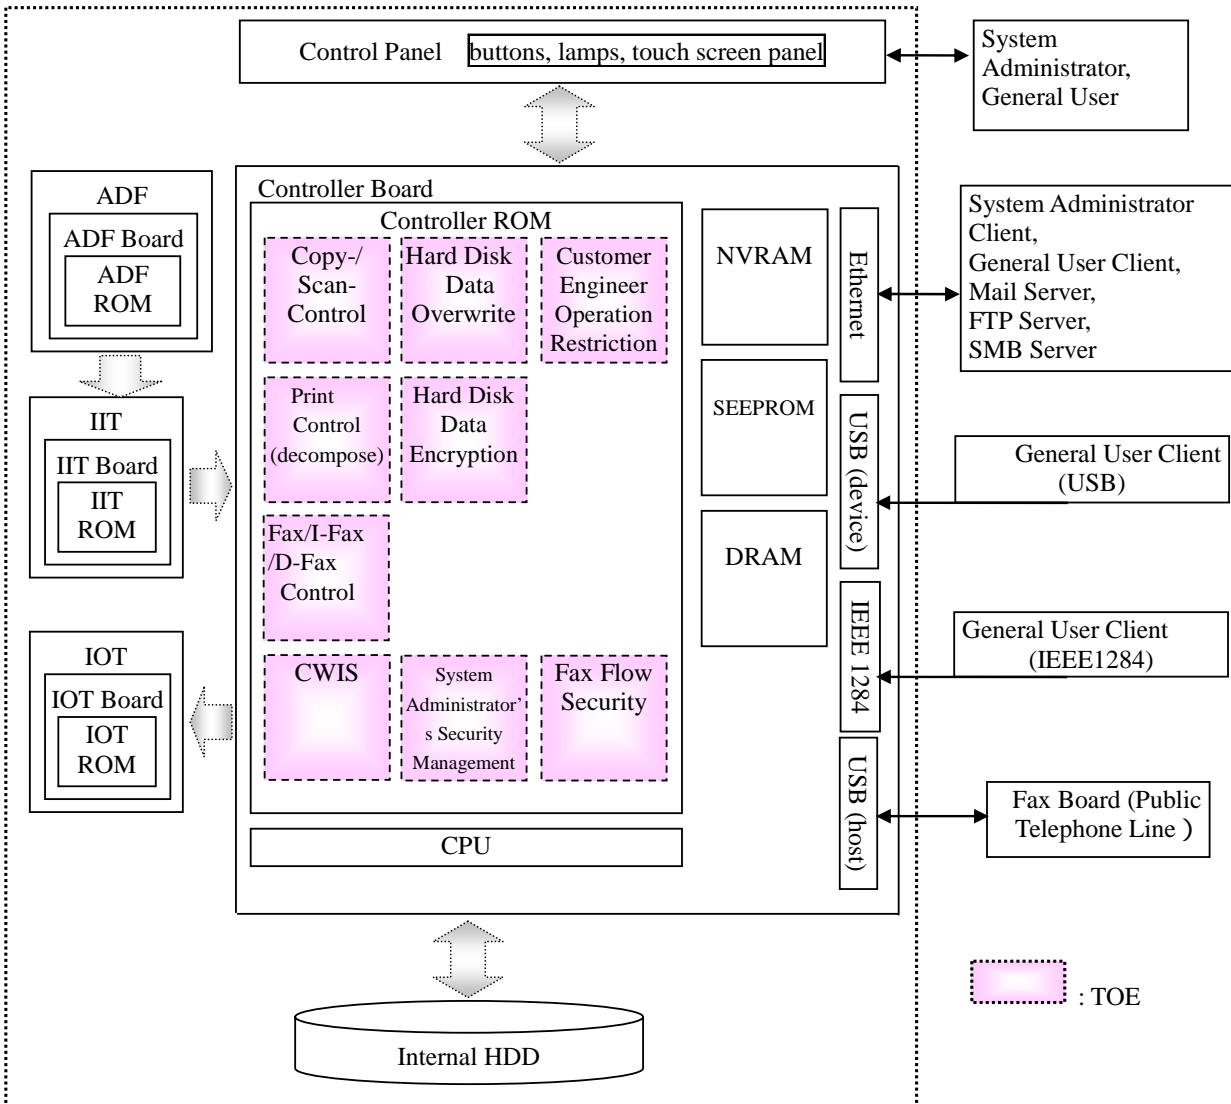 Control Panel buttons, lamps, touch screen panel
System
Administrator,
General User
Controller Board
Controller ROM
Copy-/
Scan-
Control
Hard Disk
Data
Overwrite
Customer
Engineer
Operation
Restriction
Print
Control
(decompose)
Hard Disk
Data
Encryption
Fax/I-Fax
/D-Fax
Control
CWIS
System
Administrator’
s Security
Management
Fax Flow
Security
CPU
NVRAM
SEEPROM
DRAM
Ethernet
USB (device)
IEEE 1284
USB (host)
ADF
ADF Board
ADF
ROM
IIT
IIT Board
IIT
ROM
IOT
IOT Board
IOT
ROM
System Administrator
Client,
General User Client,
Mail Server,
FTP Server,
SMB Server
General User Client
(USB)
General User Client
(IEEE1284)
Fax Board (Public
Telephone Line )
Internal HDD
: TOE